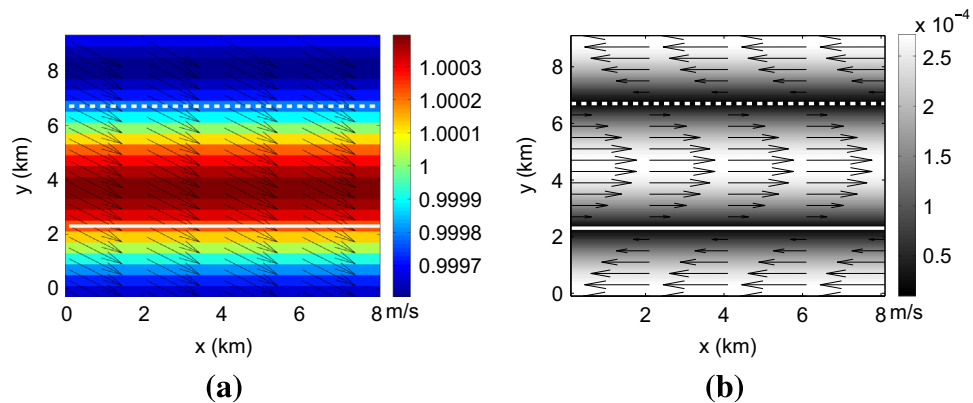 x 10⁻⁴
8
6
4
2
0
y (km)
0 2 4 6 8
x (km)
1.0003
1.0002
1.0001
1
0.9999
0.9998
0.9997
m/s
(a)
8
6
4
2
0
y (km)
2 4 6 8
x (km)
2.5
2
1.5
1
0.5
m/s
(b)